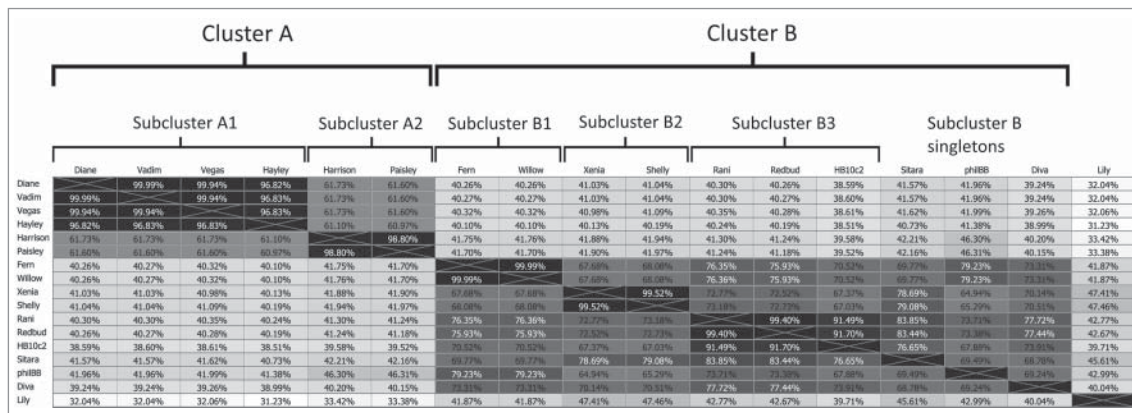 Cluster A Cluster B
Subcluster A1 Subcluster A2 Subcluster B1 Subcluster B2 Subcluster B3 Subcluster B
singletons
Diane Vadim Vegas Hayley Harrison Paisley Fern Willow Xenia Shelly Rani Redbud HB10c2 Sitara philBB Diva Lily
Diane 99.99% 99.94% 96.82% 61.73% 61.60% 40.26% 40.26% 41.03% 41.04% 40.30% 40.26% 38.59% 41.57% 41.96% 39.24% 32.04%
Vadim 99.99% 99.94% 96.83% 61.73% 61.60% 40.27% 40.27% 41.03% 41.04% 40.30% 40.27% 38.60% 41.57% 41.96% 39.24% 32.04%
Vegas 99.94% 99.94% 96.83% 61.73% 61.60% 40.32% 40.32% 40.98% 41.09% 40.35% 40.28% 38.61% 41.62% 41.99% 39.26% 32.06%
Hayley 96.82% 96.83% 96.83% 61.10% 60.97% 40.10% 40.10% 40.13% 40.19% 40.24% 40.19% 38.51% 40.73% 41.38% 38.99% 31.23%
Harrison 61.73% 61.73% 61.73% 61.10% 98.80% 41.75% 41.76% 41.88% 41.94% 41.30% 41.24% 39.58% 42.21% 46.30% 40.20% 33.42%
Paisley 61.60% 61.60% 61.60% 60.97% 98.80% 41.70% 41.70% 41.90% 41.97% 41.24% 41.18% 39.52% 42.16% 46.31% 40.15% 33.38%
Fern 40.26% 40.27% 40.32% 40.10% 41.75% 41.70% 99.99% 67.68% 68.08% 76.35% 75.93% 70.52% 69.77% 79.23% 73.31% 41.87%
Willow 40.26% 40.27% 40.32% 40.10% 41.76% 41.70% 99.99% 67.68% 68.08% 76.36% 75.93% 70.52% 69.77% 79.23% 73.31% 41.87%
Xenia 41.03% 41.03% 40.98% 40.13% 41.88% 41.90% 67.68% 67.68% 99.52% 72.77% 72.52% 67.37% 78.69% 64.94% 70.14% 47.41%
Shelly 41.04% 41.04% 41.09% 40.19% 41.94% 41.97% 68.08% 68.08% 99.52% 73.18% 72.73% 67.03% 79.08% 65.29% 70.51% 47.46%
Rani 40.30% 40.30% 40.35% 40.24% 41.30% 41.24% 76.35% 76.36% 72.77% 73.18% 99.40% 91.49% 83.85% 73.71% 77.72% 42.77%
Redbud 40.26% 40.27% 40.28% 40.19% 41.24% 41.18% 75.93% 75.93% 72.52% 72.73% 99.40% 91.70% 83.44% 73.38% 77.44% 42.67%
HB10c2 38.59% 38.60% 38.61% 38.51% 39.58% 39.52% 70.52% 70.52% 67.37% 67.03% 91.49% 91.70% 76.65% 67.88% 73.91% 39.71%
Sitara 41.57% 41.57% 41.62% 40.73% 42.21% 42.16% 69.77% 69.77% 78.69% 79.08% 83.85% 83.44% 76.65% 69.49% 68.78% 45.61%
philBB 41.96% 41.96% 41.99% 41.38% 46.30% 46.31% 79.23% 79.23% 64.94% 65.29% 73.71% 73.38% 67.88% 69.49% 69.24% 42.99%
Diva 39.24% 39.24% 39.26% 38.99% 40.20% 40.15% 73.31% 73.31% 70.14% 70.51% 77.72% 77.44% 73.91% 68.78% 69.24% 40.04%
Lily 32.04% 32.04% 32.06% 31.23% 33.42% 33.38% 41.87% 41.87% 47.41% 47.46% 42.77% 42.67% 39.71% 45.61% 42.99% 40.04%